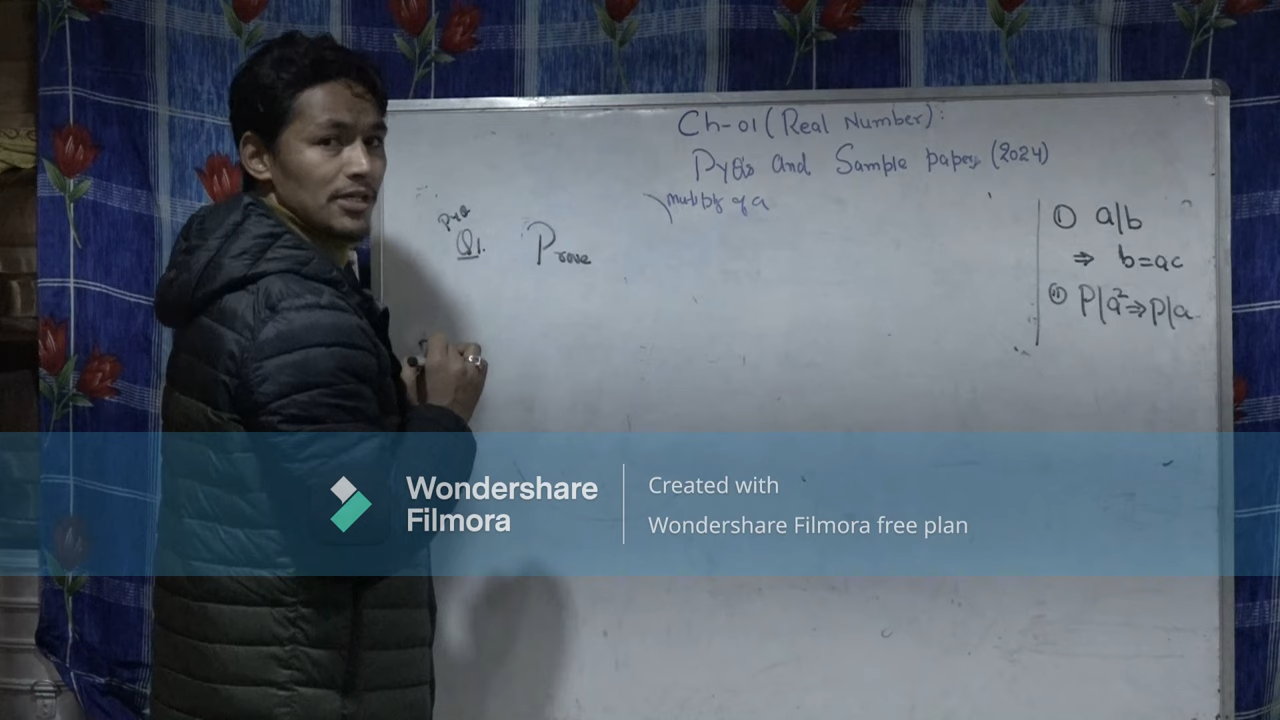 Ch-01 (Real Number):
PYQs and Sample papers (2024)
multiply of a
PYQ
Q1. Prove
① a|b
⇒ b=ac
② P|a²⇒P|a
Wondershare
Filmora
Created with
Wondershare Filmora free plan